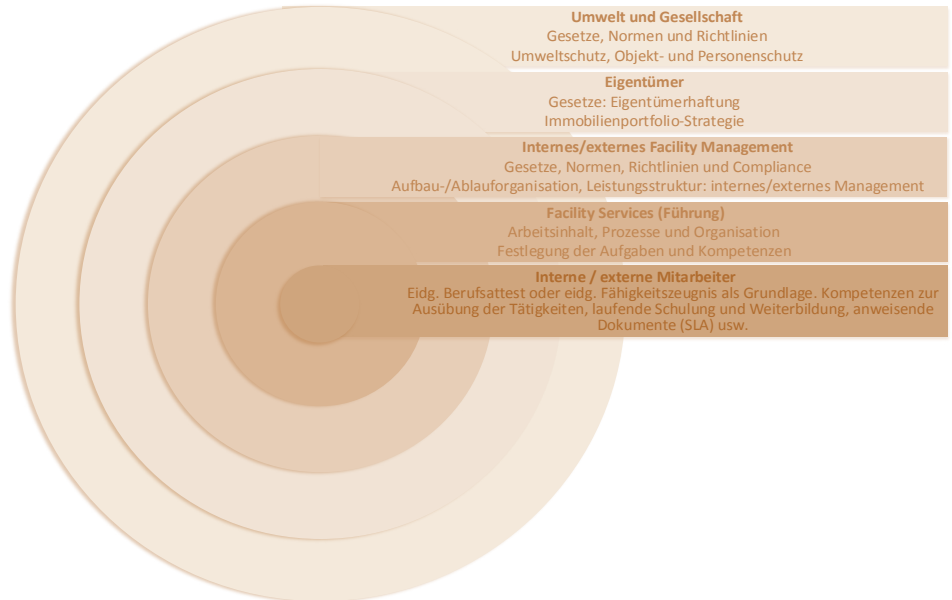 Umwelt und Gesellschaft
Gesetze, Normen und Richtlinien
Umweltschutz, Objekt- und Personenschutz
Eigentümer
Gesetze: Eigentümerhaftung
Immobilienportfolio-Strategie
Internes/externes Facility Management
Gesetze, Normen, Richtlinien und Compliance
Aufbau-/Ablauforganisation, Leistungsstruktur: internes/externes Management
Facility Services (Führung)
Arbeitsinhalt, Prozesse und Organisation
Festlegung der Aufgaben und Kompetenzen
Interne / externe Mitarbeiter
Eidg. Berufsattest oder eidg. Fähigkeitszeugnis als Grundlage. Kompetenzen zur
Ausübung der Tätigkeiten, laufende Schulung und Weiterbildung, anweisende
Dokumente (SLA) usw.